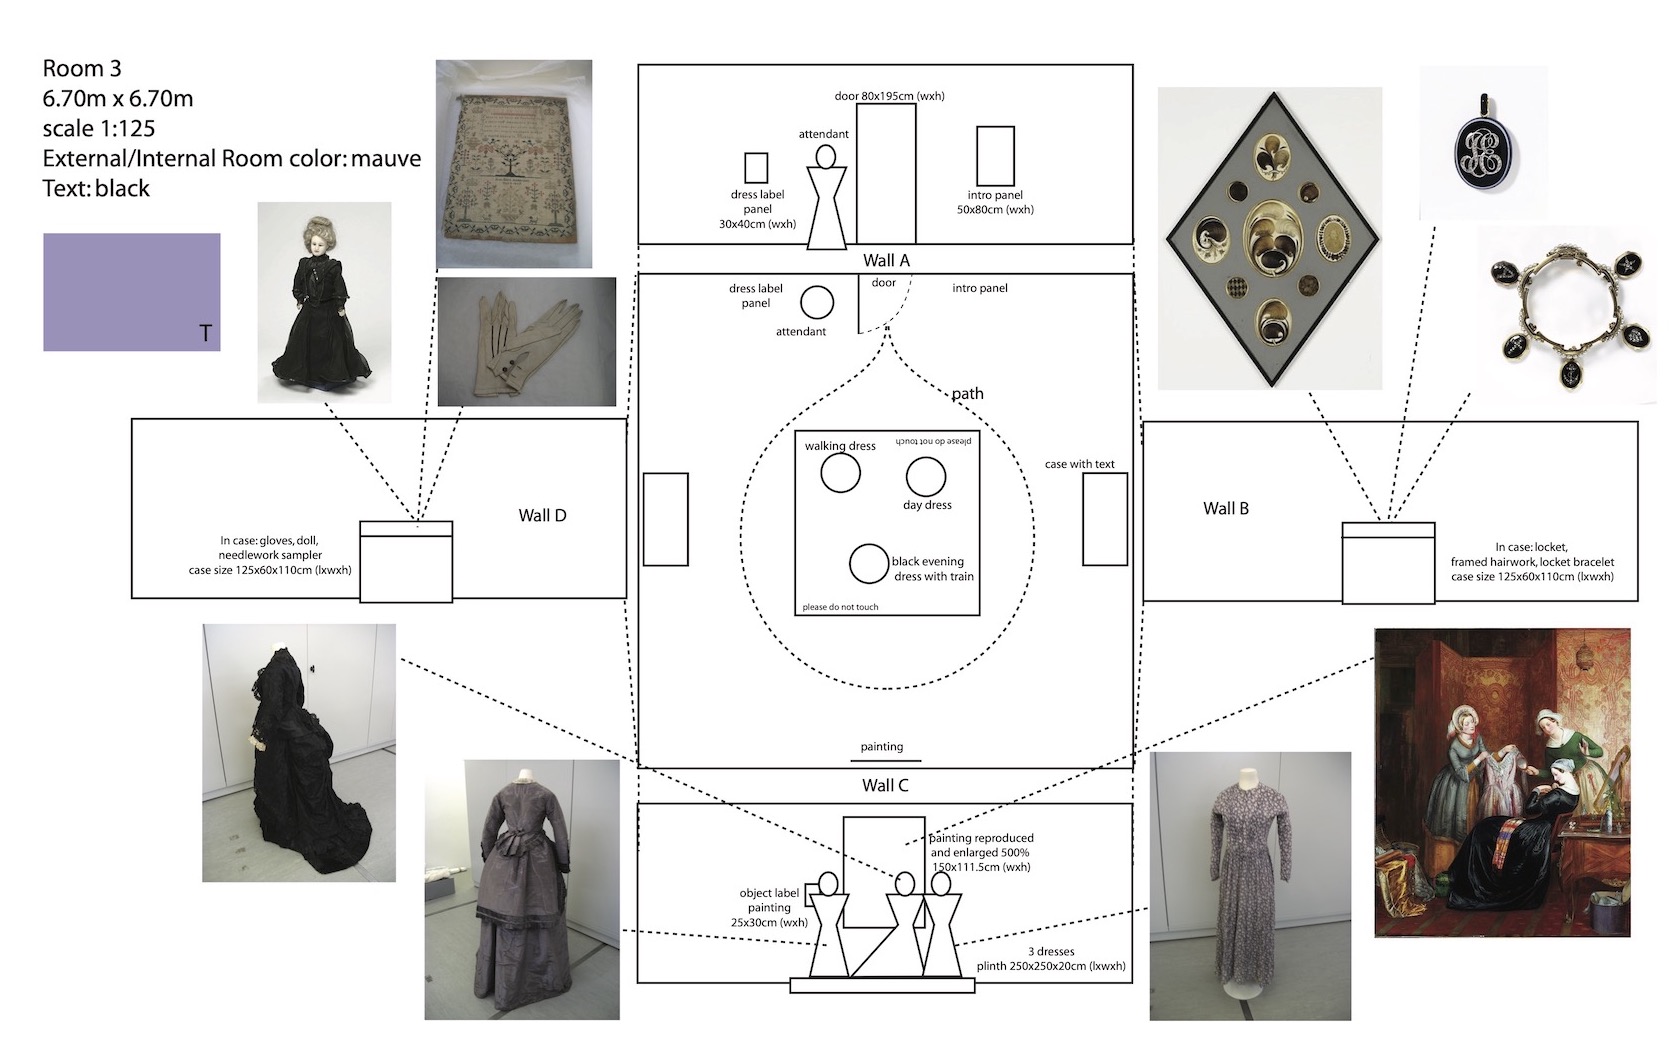 Room 3
6.70m x 6.70m
scale 1:125
External/Internal Room color: mauve
Text: black
T
door 80x195cm (wxh)
attendant
dress label
panel
30x40cm (wxh)
intro panel
50x80cm (wxh)
Wall A
dress label
panel
attendant
door
intro panel
path
walking dress
please do not touch
day dress
black evening
dress with train
please do not touch
case with text
Wall D
In case: gloves, doll,
needlework sampler
case size 125x60x110cm (lxwxh)
Wall B
In case: locket,
framed hairwork, locket bracelet
case size 125x60x110cm (lxwxh)
painting
Wall C
painting reproduced
and enlarged 500%
150x111.5cm (wxh)
object label
painting
25x30cm (wxh)
3 dresses
plinth 250x250x20cm (lxwxh)